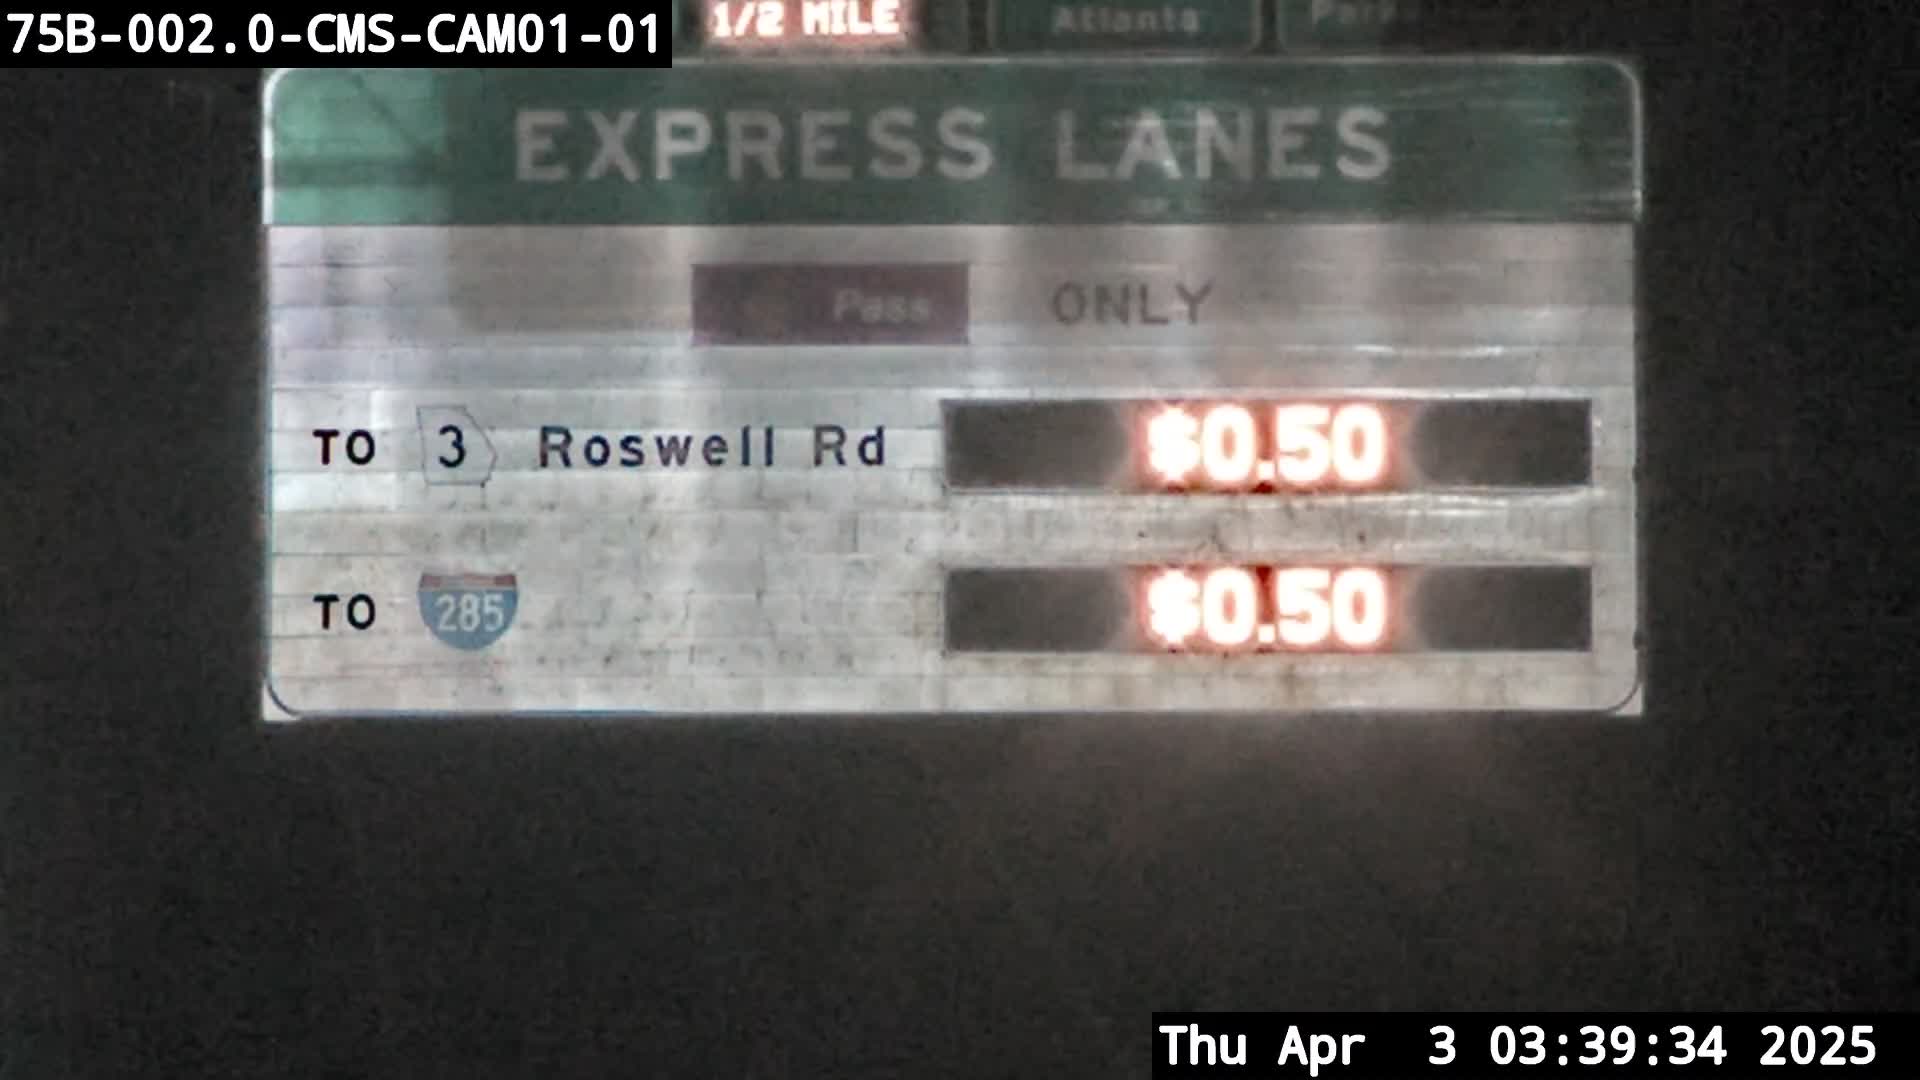 75B-002.0-CMS-CAM01-01
1/2 MILE
Atlanta
EXPRESS LANES
Pass ONLY
TO 3 Roswell Rd $0.50
TO 285 $0.50
Thu Apr 3 03:39:34 2025